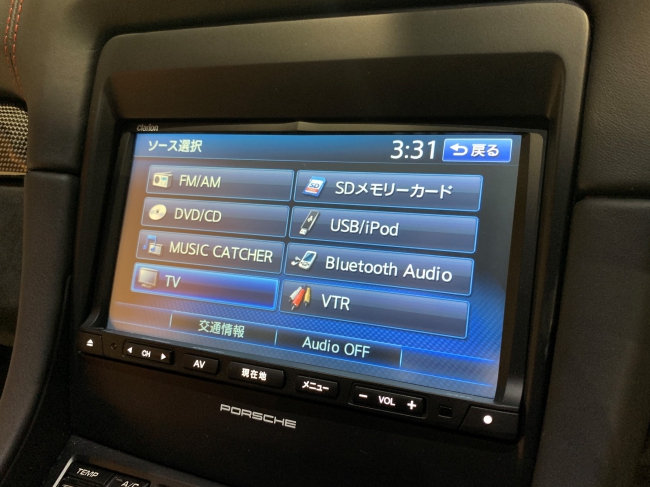 Clarion
ソース選択
3:31
戻る
FM/AM
SDメモリーカード
DVD/CD
USB/iPod
MUSIC CATCHER
Bluetooth Audio
TV
VTR
交通情報
Audio OFF
CH
AV
現在地
メニュー
− VOL +
PORSCHE
TEMP
A/C